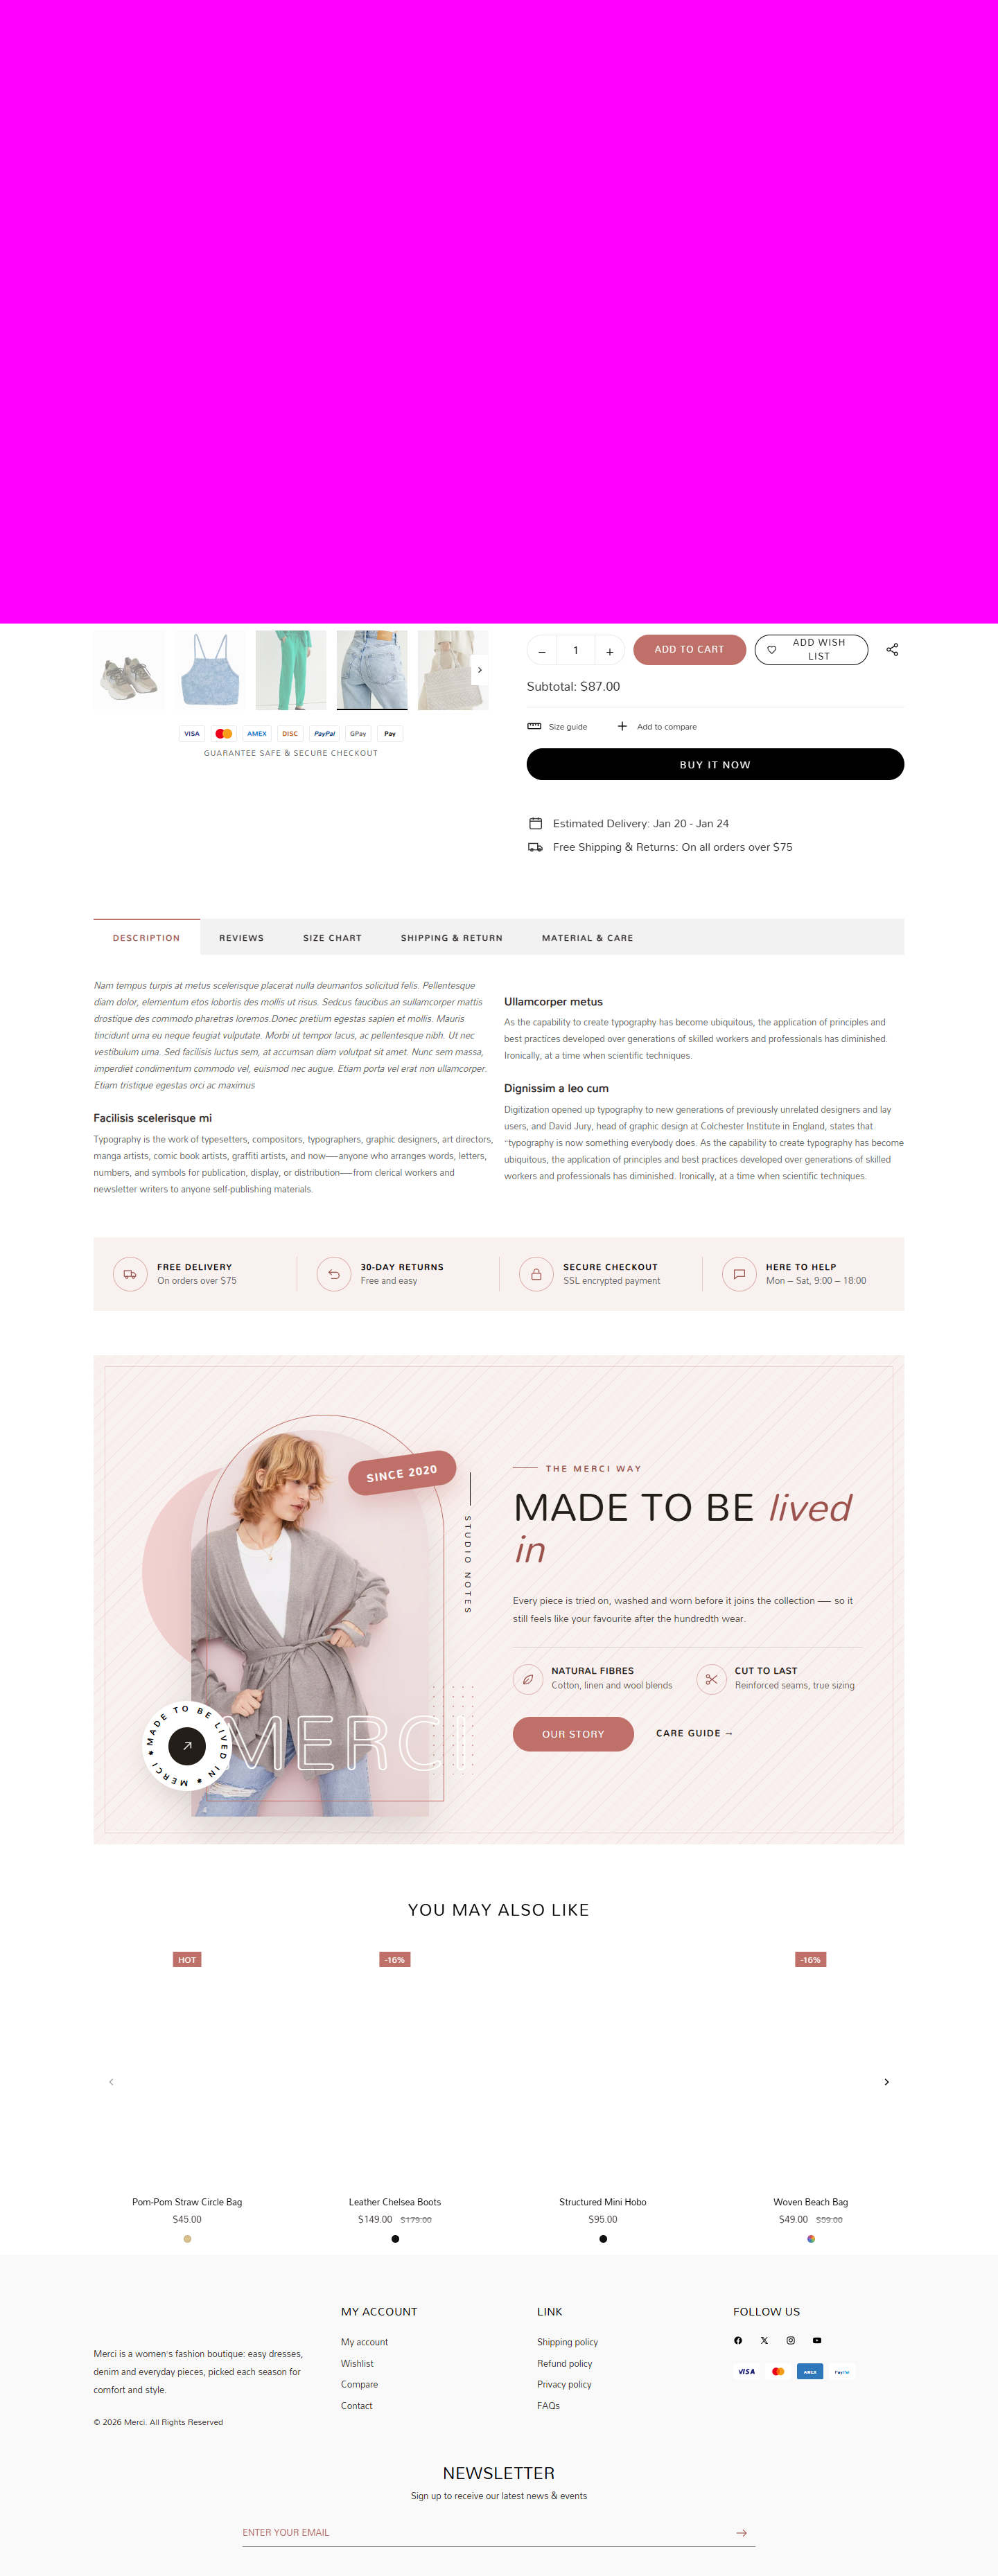 1
ADD TO CART
ADD WISH
LIST
Subtotal: $87.00
Size guide
Add to compare
BUY IT NOW
VISA
AMEX
DISC
PayPal
GPay
Pay
GUARANTEE SAFE & SECURE CHECKOUT
Estimated Delivery: Jan 20 - Jan 24
Free Shipping & Returns: On all orders over $75
DESCRIPTION
REVIEWS
SIZE CHART
SHIPPING & RETURN
MATERIAL & CARE
Nam tempus turpis at metus scelerisque placerat nulla deumantos solicitud felis. Pellentesque
diam dolor, elementum etos lobortis des mollis ut risus. Sedcus faucibus an sullamcorper mattis
drostique des commodo pharetras loremos.Donec pretium egestas sapien et mollis. Mauris
tincidunt urna eu neque feugiat vulputate. Morbi ut tempor lacus, ac pellentesque nibh. Ut nec
vestibulum urna. Sed facilisis luctus sem, at accumsan diam volutpat sit amet. Nunc sem massa,
imperdiet condimentum commodo vel, euismod nec augue. Etiam porta vel erat non ullamcorper.
Etiam tristique egestas orci ac maximus
Facilisis scelerisque mi
Typography is the work of typesetters, compositors, typographers, graphic designers, art directors,
manga artists, comic book artists, graffiti artists, and now—anyone who arranges words, letters,
numbers, and symbols for publication, display, or distribution—from clerical workers and
newsletter writers to anyone self-publishing materials.
Ullamcorper metus
As the capability to create typography has become ubiquitous, the application of principles and
best practices developed over generations of skilled workers and professionals has diminished.
Ironically, at a time when scientific techniques.
Dignissim a leo cum
Digitization opened up typography to new generations of previously unrelated designers and lay
users, and David Jury, head of graphic design at Colchester Institute in England, states that
“typography is now something everybody does. As the capability to create typography has become
ubiquitous, the application of principles and best practices developed over generations of skilled
workers and professionals has diminished. Ironically, at a time when scientific techniques.
FREE DELIVERY
On orders over $75
30-DAY RETURNS
Free and easy
SECURE CHECKOUT
SSL encrypted payment
HERE TO HELP
Mon – Sat, 9:00 – 18:00
SINCE 2020
STUDIO NOTES
MERCI
MADE TO BE LIVED IN ✱ MERCI ✱
THE MERCI WAY
MADE TO BE lived
in
Every piece is tried on, washed and worn before it joins the collection — so it
still feels like your favourite after the hundredth wear.
NATURAL FIBRES
Cotton, linen and wool blends
CUT TO LAST
Reinforced seams, true sizing
OUR STORY
CARE GUIDE →
YOU MAY ALSO LIKE
HOT
-16%
-16%
Pom-Pom Straw Circle Bag
$45.00
Leather Chelsea Boots
$149.00 $179.00
Structured Mini Hobo
$95.00
Woven Beach Bag
$49.00 $59.00
Merci is a women's fashion boutique: easy dresses,
denim and everyday pieces, picked each season for
comfort and style.
© 2026 Merci. All Rights Reserved
MY ACCOUNT
My account
Wishlist
Compare
Contact
LINK
Shipping policy
Refund policy
Privacy policy
FAQs
FOLLOW US
VISA
AMEX
PayPal
NEWSLETTER
Sign up to receive our latest news & events
ENTER YOUR EMAIL